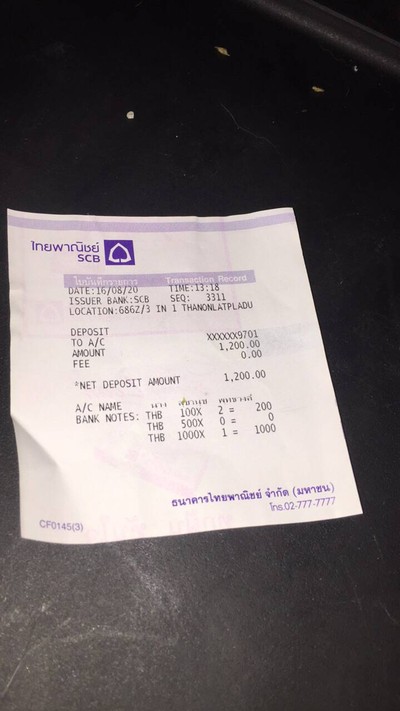 ไทยพาณิชย์
SCB
ใบบันทึกรายการ Transaction Record
DATE:16/08/20 TIME:13:18
ISSUER BANK:SCB SEQ: 3311
LOCATION:686Z/3 IN 1 THANONLATPLADU
DEPOSIT
TO A/C XXXXXX9701
AMOUNT 1,200.00
FEE 0.00
*NET DEPOSIT AMOUNT 1,200.00
A/C NAME
BANK NOTES: THB 100X 2 = 200
THB 500X 0 = 0
THB 1000X 1 = 1000
ธนาคารไทยพาณิชย์ จำกัด (มหาชน)
โทร.02-777-7777
CF0145(3)